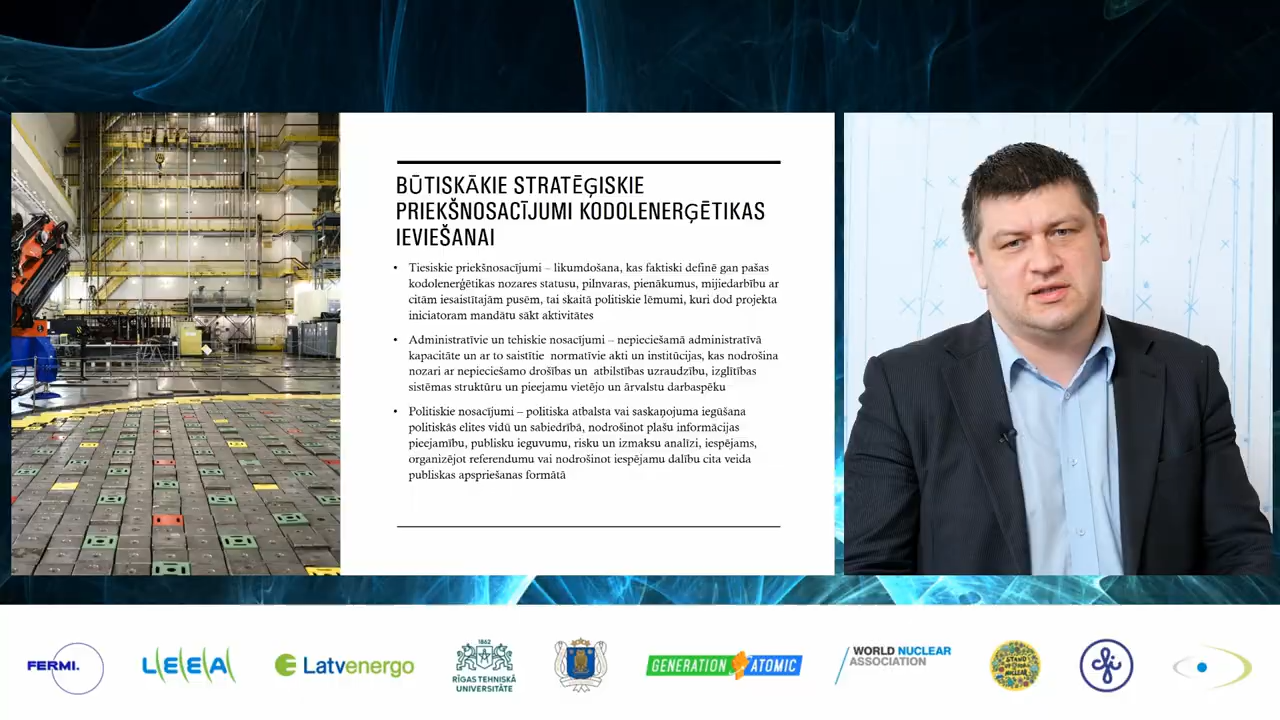 BŪTISKĀKIE STRATĒĢISKIE
PRIEKŠNOSACĪJUMI KODOLENERĢĒTIKAS
IEVIEŠANAI
• Tiesiskie priekšnosacījumi – likumdošana, kas faktiski definē gan pašas
kodolenerģētikas nozares statusu, pilnvaras, pienākumus, mijiedarbību ar
citām iesaistītajām pusēm, tai skaitā politiskie lēmumi, kuri dod projekta
iniciatoram mandātu sākt aktivitātes
• Administratīvie un tehiskie nosacījumi – nepieciešamā administratīvā
kapacitāte un ar to saistītie normatīvie akti un institūcijas, kas nodrošina
nozari ar nepieciešamo drošības un atbilstības uzraudzību, izglītības
sistēmas struktūru un pieejamu vietējo un ārvalstu darbaspēku
• Politiskie nosacījumi – politiska atbalsta vai saskaņojuma iegūšana
politiskās elites vidū un sabiedrībā, nodrošinot plašu informācijas
pieejamību, publisku ieguvumu, risku un izmaksu analīzi, iespējams,
organizējot referendumu vai nodrošinot iespējamu dalību cita veida
publiskas apspriešanas formātā
FERMI.
LEEA
Latvenergo
1862
RĪGAS TEHNISKĀ
UNIVERSITĀTE
GENERATION ATOMIC
WORLD NUCLEAR
ASSOCIATION
STAND
UP FOR
NUCLEAR